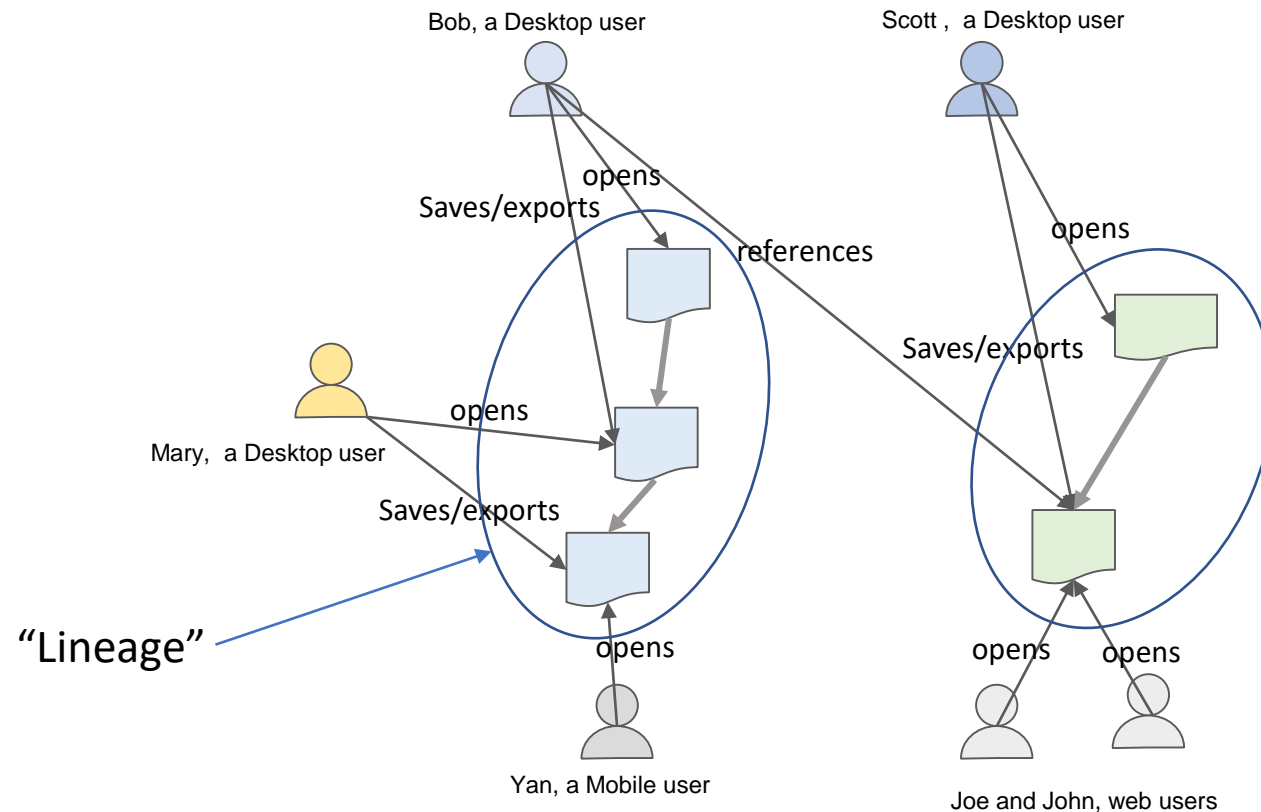 Bob, a Desktop user
Scott , a Desktop user
opens
Saves/exports
references
opens
Saves/exports
opens
Mary, a Desktop user
Saves/exports
“Lineage”
opens
opens
opens
Yan, a Mobile user
Joe and John, web users